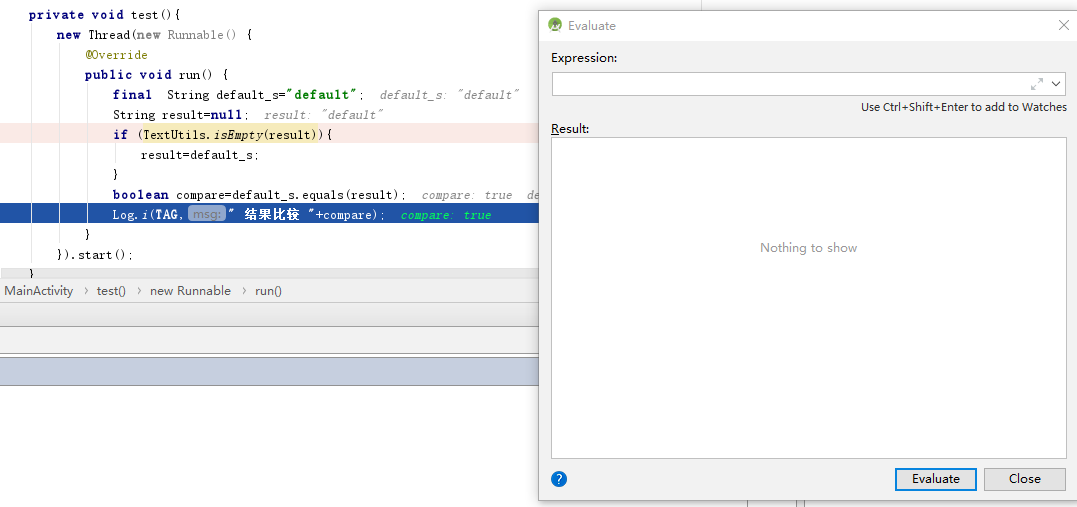 private void test(){
new Thread(new Runnable() {
@Override
public void run() {
final String default_s="default"; default_s: "default"
String result=null; result: "default"
if (TextUtils.isEmpty(result)){
result=default_s;
}
boolean compare=default_s.equals(result); compare: true de
Log.i(TAG, msg: " 结果比较 "+compare); compare: true
}
}).start();
}
MainActivity › test() › new Runnable › run()
Evaluate
Expression:
Use Ctrl+Shift+Enter to add to Watches
Result:
Nothing to show
?
Evaluate Close